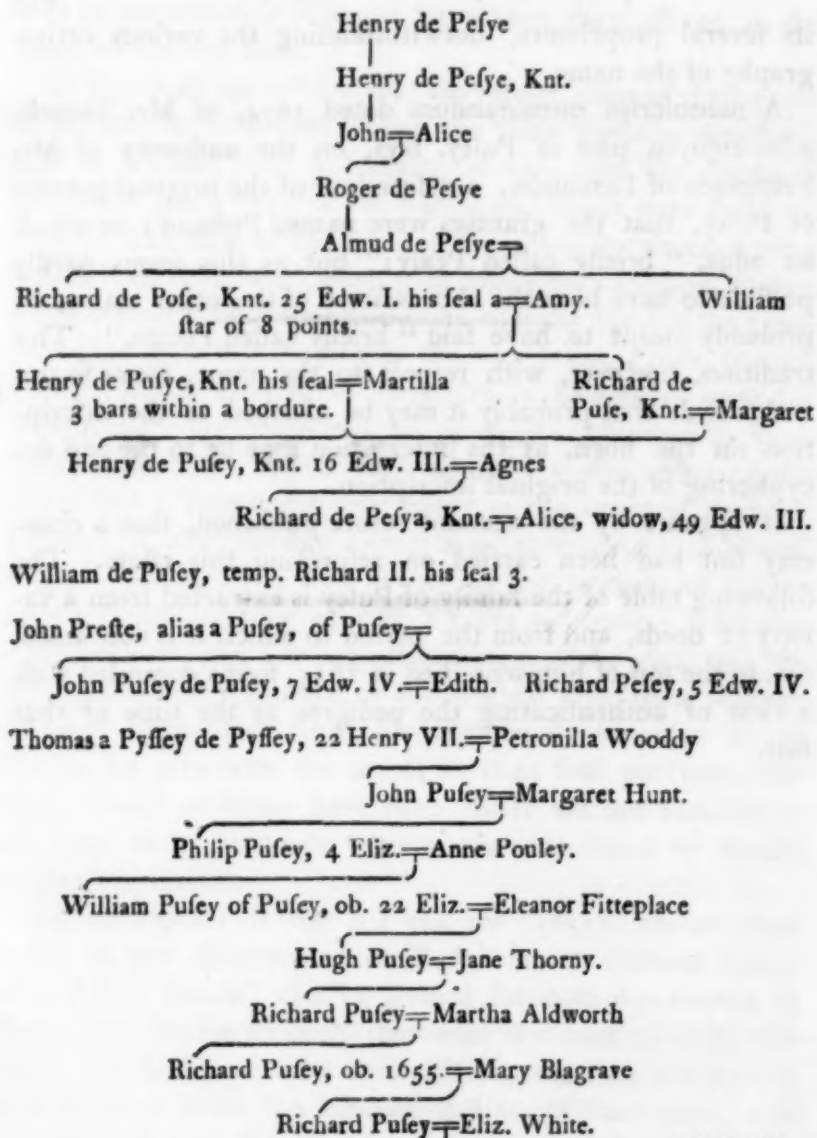 Henry de Peſye
Henry de Peſye, Knt.
John=Alice
Roger de Peſye
Almud de Peſye=
Richard de Poſe, Knt. 25 Edw. I. his ſeal a=Amy. William
ſtar of 8 points.
Henry de Puſye, Knt. his ſeal=Martilla Richard de
3 bars within a bordure. Puſe, Knt.=Margaret
Henry de Puſey, Knt. 16 Edw. III.=Agnes
Richard de Peſya, Knt.=Alice, widow, 49 Edw. III.
William de Puſey, temp. Richard II. his ſeal 3.
John Preſte, alias a Puſey, of Puſey=
John Puſey de Puſey, 7 Edw. IV.=Edith. Richard Peſey, 5 Edw. IV.
Thomas a Pyſſey de Pyſſey, 22 Henry VII.=Petronilla Wooddy
John Puſey=Margaret Hunt.
Philip Puſey, 4 Eliz.=Anne Pouley.
William Puſey of Puſey, ob. 22 Eliz.=Eleanor Fitteplace
Hugh Puſey=Jane Thorny.
Richard Puſey=Martha Aldworth
Richard Puſey, ob. 1655.=Mary Blagrave
Richard Puſey=Eliz. White.